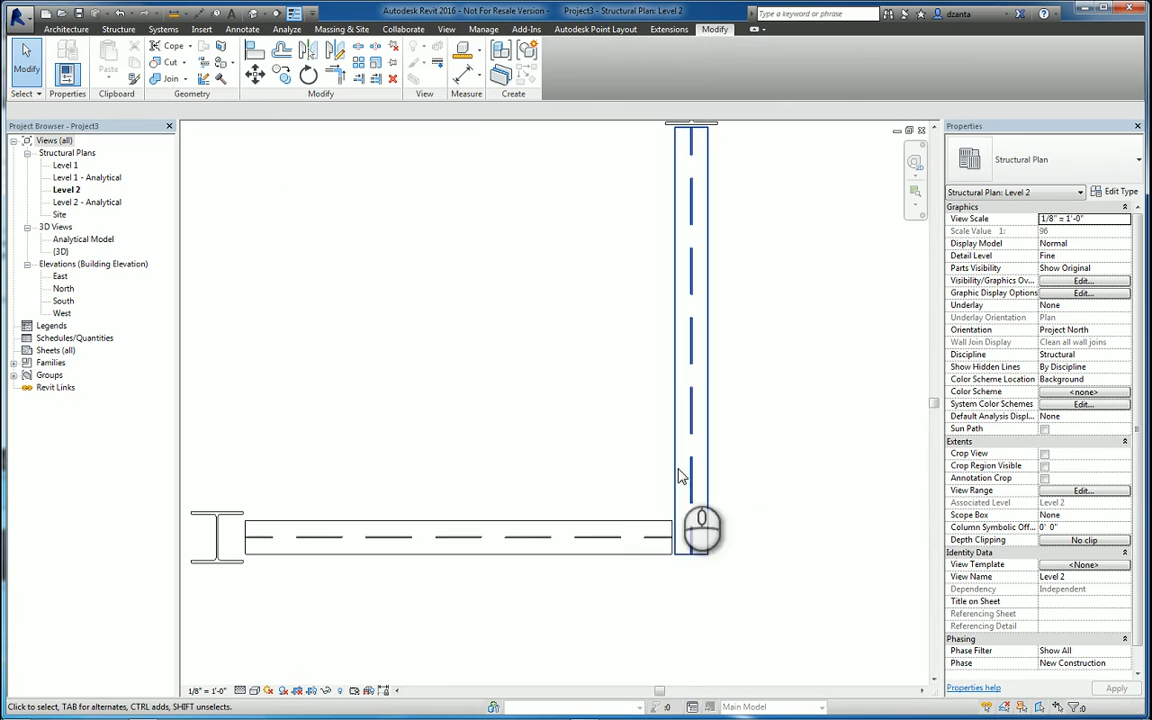 Autodesk Revit 2016 - Not For Resale Version - Project3 - Structural Plan: Level 2
Type a keyword or phrase
dzanta
Architecture Structure Systems Insert Annotate Analyze Massing & Site Collaborate View Manage Add-Ins Autodesk Point Layout Extensions Modify
Modify
Paste
Cope
Cut
Join
Select Properties Clipboard Geometry Modify View Measure Create
Project Browser - Project3
Views (all)
Structural Plans
Level 1
Level 1 - Analytical
Level 2
Level 2 - Analytical
Site
3D Views
Analytical Model
{3D}
Elevations (Building Elevation)
East
North
South
West
Legends
Schedules/Quantities
Sheets (all)
Families
Groups
Revit Links
Properties
Structural Plan
Structural Plan: Level 2 Edit Type
Graphics
View Scale 1/8" = 1'-0"
Scale Value 1: 96
Display Model Normal
Detail Level Fine
Parts Visibility Show Original
Visibility/Graphics Ov... Edit...
Graphic Display Options Edit...
Underlay None
Underlay Orientation Plan
Orientation Project North
Wall Join Display Clean all wall joins
Discipline Structural
Show Hidden Lines By Discipline
Color Scheme Location Background
Color Scheme <none>
System Color Schemes Edit...
Default Analysis Displ... None
Sun Path
Extents
Crop View
Crop Region Visible
Annotation Crop
View Range Edit...
Associated Level Level 2
Scope Box None
Column Symbolic Off... 0' 0"
Depth Clipping No clip
Identity Data
View Template <None>
View Name Level 2
Dependency Independent
Title on Sheet
Referencing Sheet
Referencing Detail
Phasing
Phase Filter Show All
Phase New Construction
Properties help Apply
1/8" = 1'-0"
Click to select, TAB for alternates, CTRL adds, SHIFT unselects.
:0
Main Model
:0